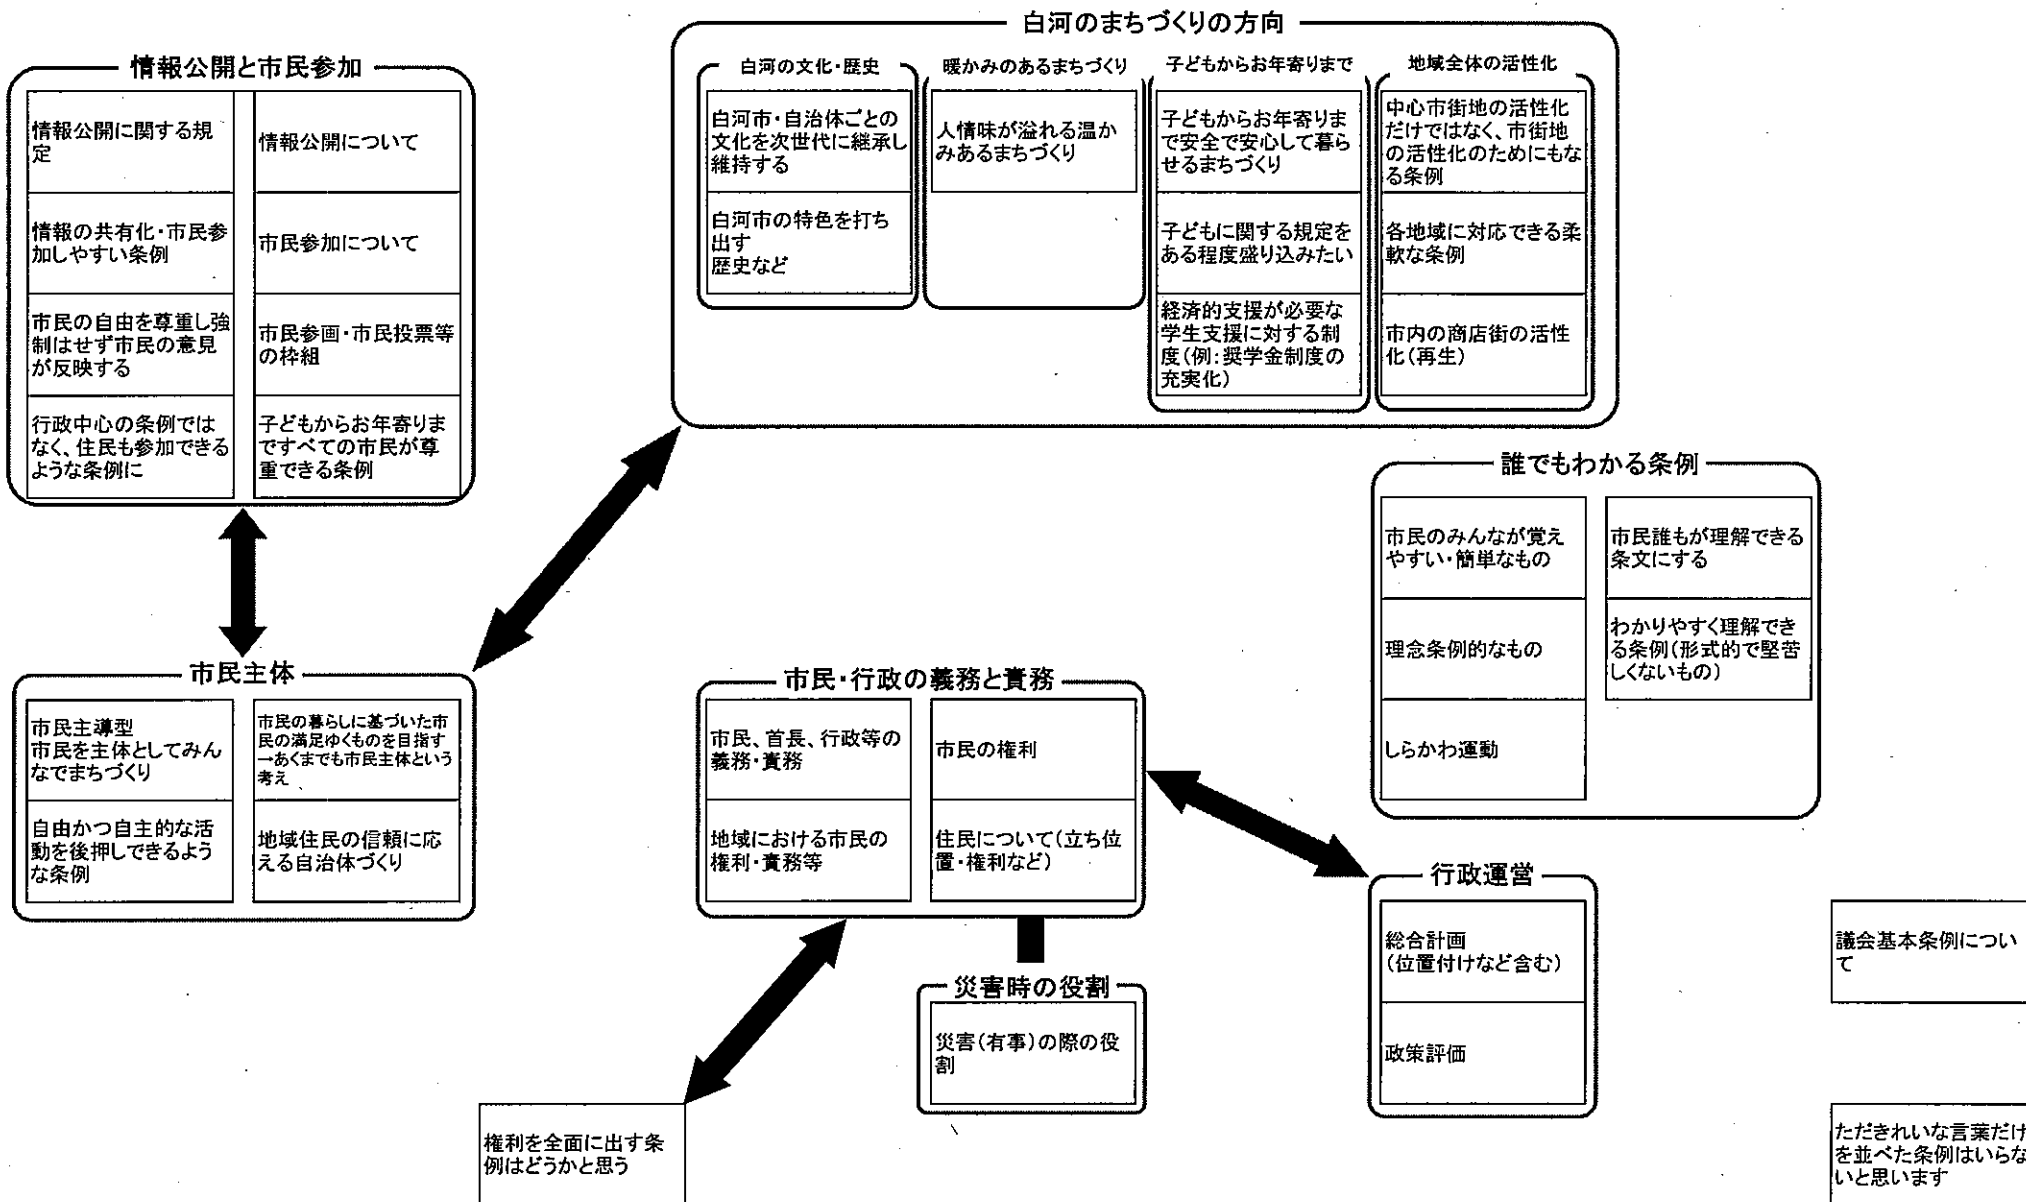 白河のまちづくりの方向
情報公開と市民参加
情報公開に関する規
定
情報公開について
情報の共有化・市民参
加しやすい条例
市民参加について
市民の自由を尊重し強
制はせず市民の意見
が反映する
市民参画・市民投票等
の枠組
行政中心の条例では
なく、住民も参加できる
ような条例に
子どもからお年寄りま
ですべての市民が尊
重できる条例
白河の文化・歴史
白河市・自治体ごとの
文化を次世代に継承し
維持する
白河市の特色を打ち
出す
歴史など
暖かみのあるまちづくり
人情味が溢れる温か
みあるまちづくり
子どもからお年寄りまで
子どもからお年寄りま
で安全で安心して暮ら
せるまちづくり
子どもに関する規定を
ある程度盛り込みたい
経済的支援が必要な
学生支援に対する制
度(例:奨学金制度の
充実化)
地域全体の活性化
中心市街地の活性化
だけではなく、市街地
の活性化のためにもな
る条例
各地域に対応できる柔
軟な条例
市内の商店街の活性
化(再生)
誰でもわかる条例
市民のみんなが覚え
やすい・簡単なもの
市民誰もが理解できる
条文にする
理念条例的なもの
わかりやすく理解でき
る条例(形式的で堅苦
しくないもの)
しらかわ運動
市民主体
市民主導型
市民を主体としてみん
なでまちづくり
市民の暮らしに基づいた市
民の満足ゆくものを目指す
→あくまでも市民主体という
考え
自由かつ自主的な活
動を後押しできるよう
な条例
地域住民の信頼に応
える自治体づくり
市民・行政の義務と責務
市民、首長、行政等の
義務・責務
市民の権利
地域における市民の
権利・責務等
住民について(立ち位
置・権利など)
行政運営
総合計画
(位置付けなど含む)
政策評価
災害時の役割
災害(有事)の際の役
割
議会基本条例につい
て
権利を全面に出す条
例はどうかと思う
ただきれいな言葉だけ
を並べた条例はいらな
いと思います